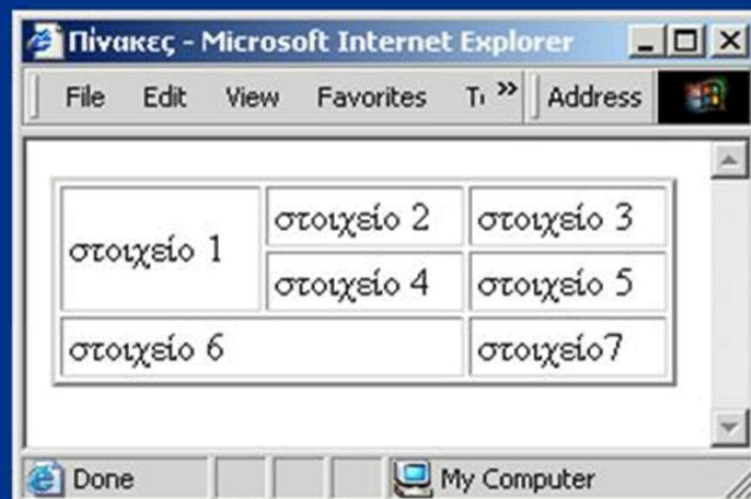 Πίνακες - Microsoft Internet Explorer
File Edit View Favorites Address
στοιχείο 1 στοιχείο 2 στοιχείο 3
στοιχείο 4 στοιχείο 5
στοιχείο 6 στοιχείο7
Done My Computer